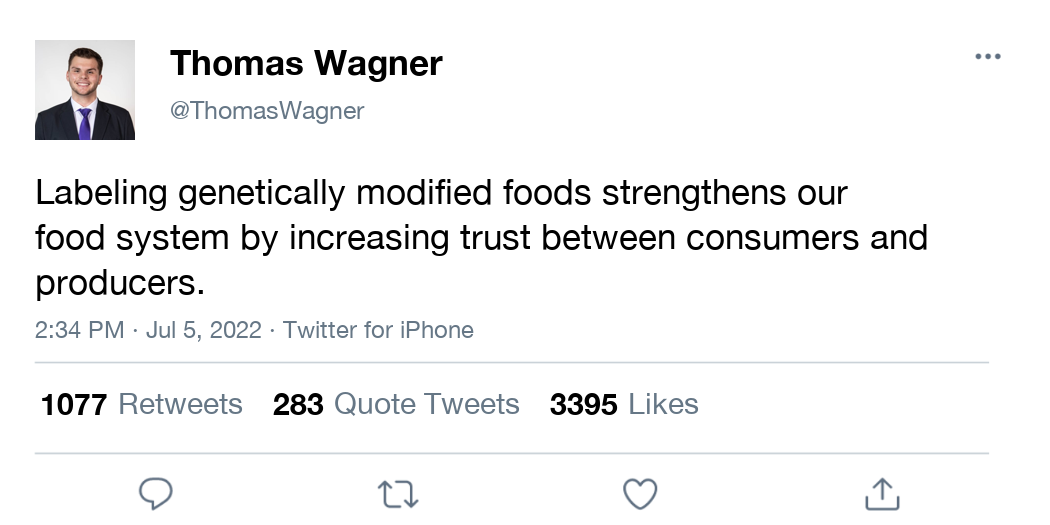 Thomas Wagner
@ThomasWagner
Labeling genetically modified foods strengthens our
food system by increasing trust between consumers and
producers.
2:34 PM · Jul 5, 2022 · Twitter for iPhone
1077 Retweets 283 Quote Tweets 3395 Likes